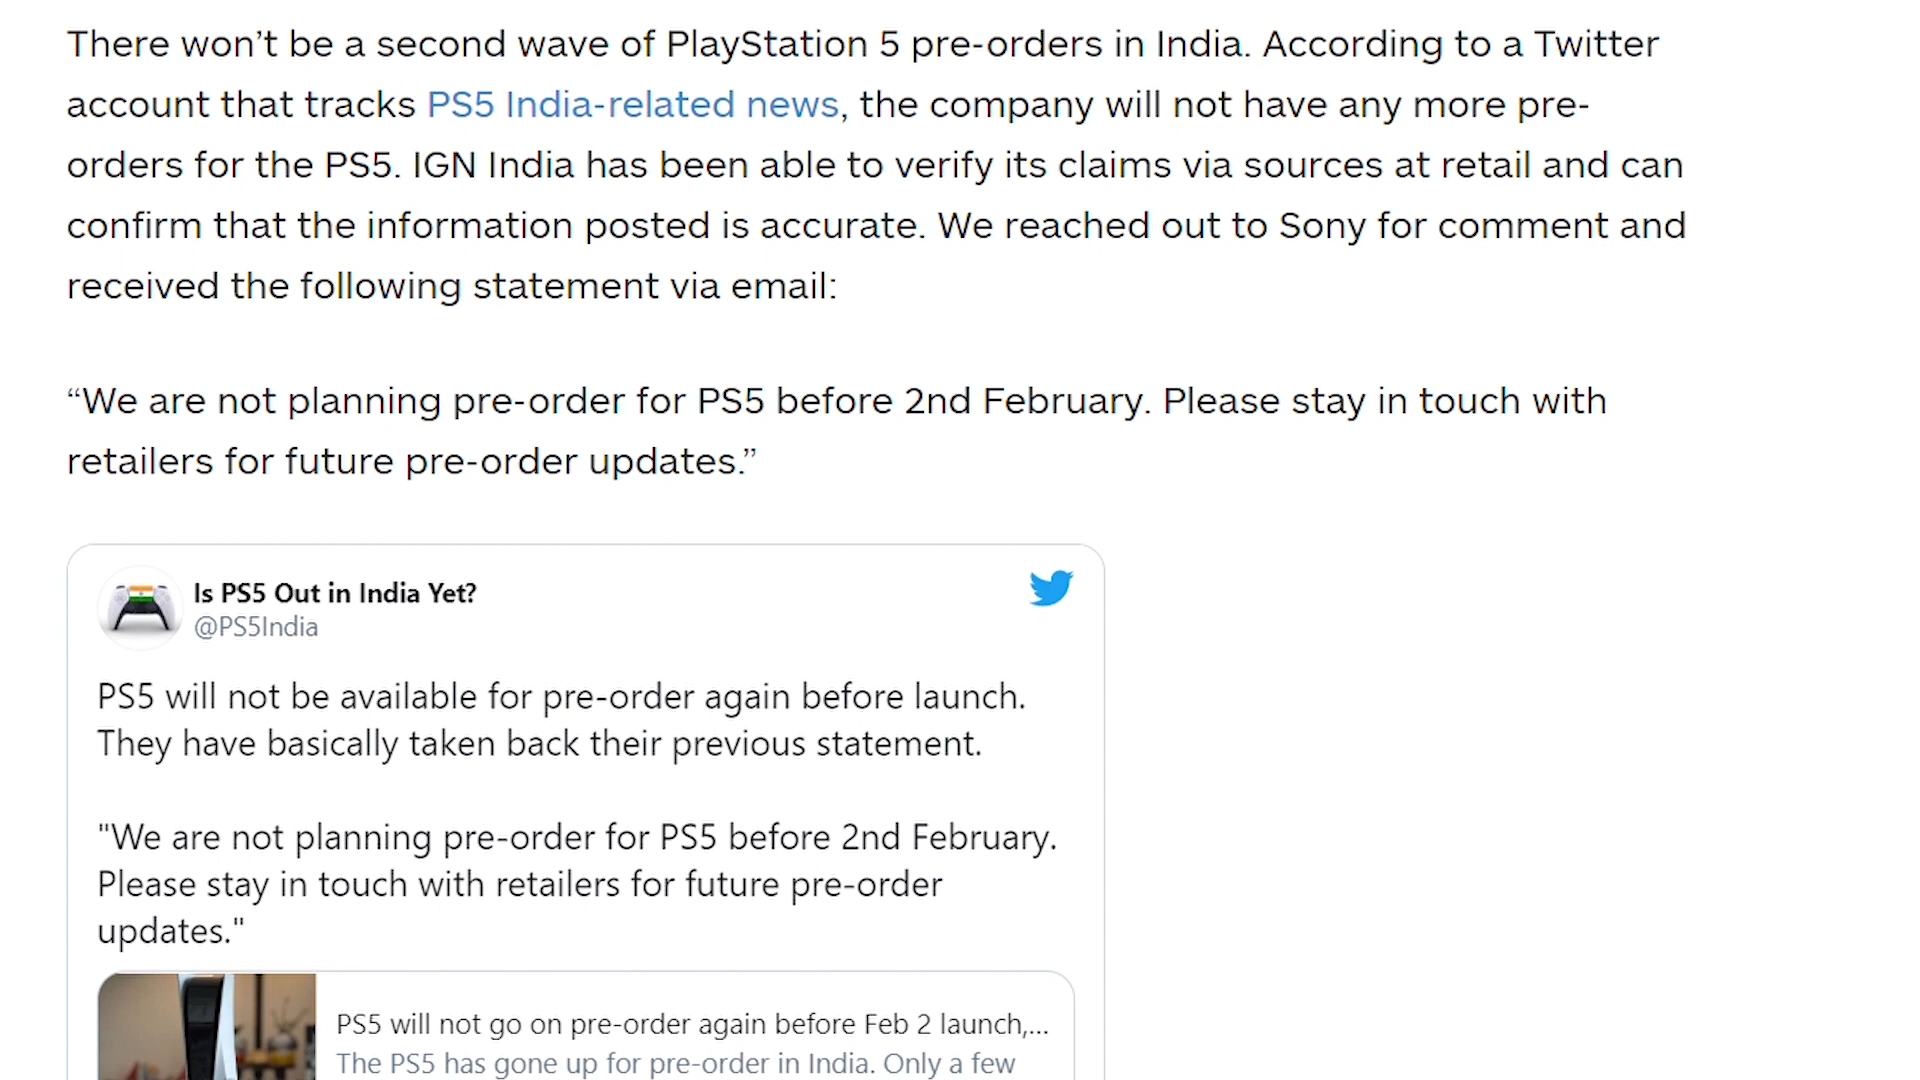 There won’t be a second wave of PlayStation 5 pre-orders in India. According to a Twitter
account that tracks PS5 India-related news, the company will not have any more pre-
orders for the PS5. IGN India has been able to verify its claims via sources at retail and can
confirm that the information posted is accurate. We reached out to Sony for comment and
received the following statement via email:
“We are not planning pre-order for PS5 before 2nd February. Please stay in touch with
retailers for future pre-order updates.”
Is PS5 Out in India Yet?
@PS5India
PS5 will not be available for pre-order again before launch.
They have basically taken back their previous statement.
"We are not planning pre-order for PS5 before 2nd February.
Please stay in touch with retailers for future pre-order
updates."
PS5 will not go on pre-order again before Feb 2 launch,...
The PS5 has gone up for pre-order in India. Only a few